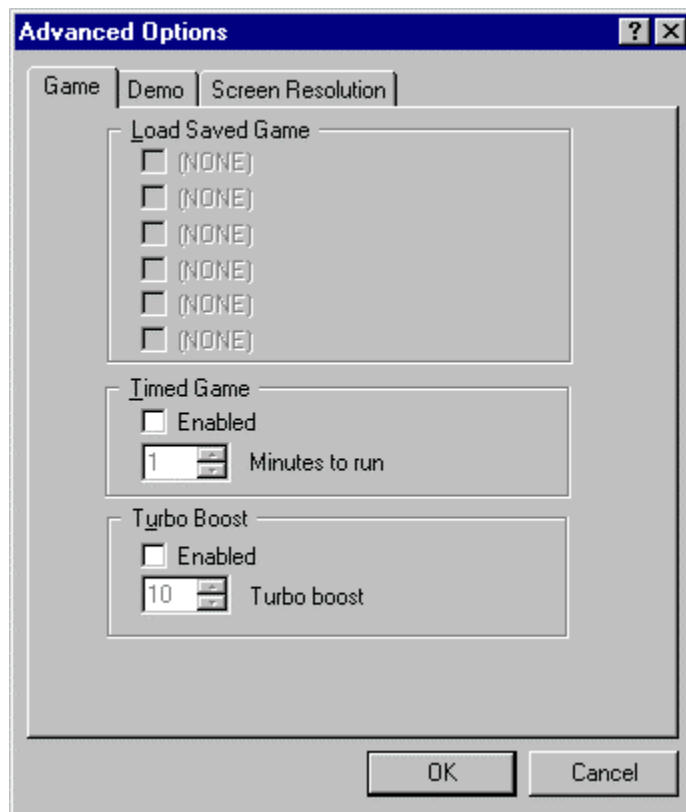 Advanced Options
Game Demo Screen Resolution
Load Saved Game
(NONE)
(NONE)
(NONE)
(NONE)
(NONE)
(NONE)
Timed Game
Enabled
1 Minutes to run
Turbo Boost
Enabled
10 Turbo boost
OK Cancel